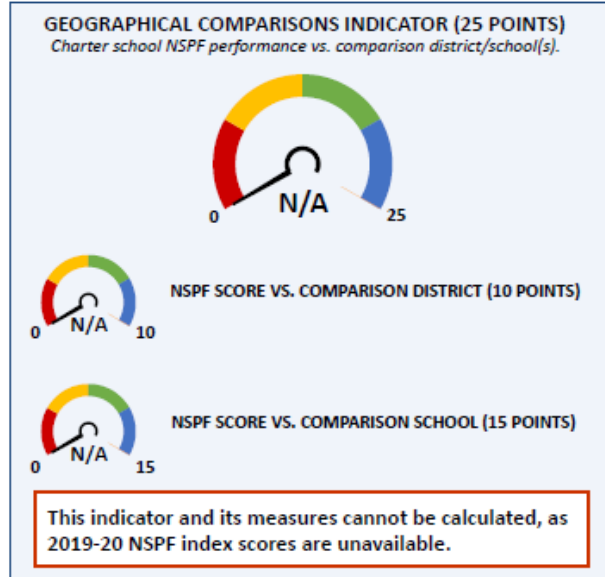 GEOGRAPHICAL COMPARISONS INDICATOR (25 POINTS)
Charter school NSPF performance vs. comparison district/school(s).
N/A
0
25
NSPF SCORE VS. COMPARISON DISTRICT (10 POINTS)
N/A
0
10
NSPF SCORE VS. COMPARISON SCHOOL (15 POINTS)
N/A
0
15
This indicator and its measures cannot be calculated, as
2019-20 NSPF index scores are unavailable.